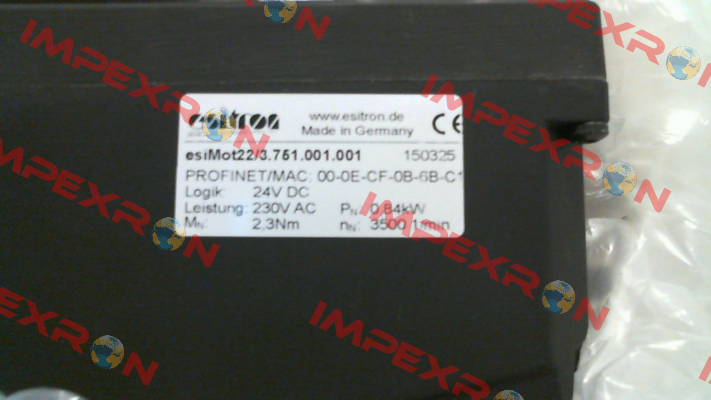 esitron www.esitron.de
Made in Germany CE
esiMot22/3.751.001.001 150325
PROFINET/MAC: 00-0E-CF-0B-6B-C1
Logik: 24V DC
Leistung: 230V AC PN: 0,84kW
MN: 2,3Nm nN: 3500 1/min
IMPEXRON
IMPEXRON
IMPEXRON
IMPEXRON
IMPEXRON
IMPEXRON